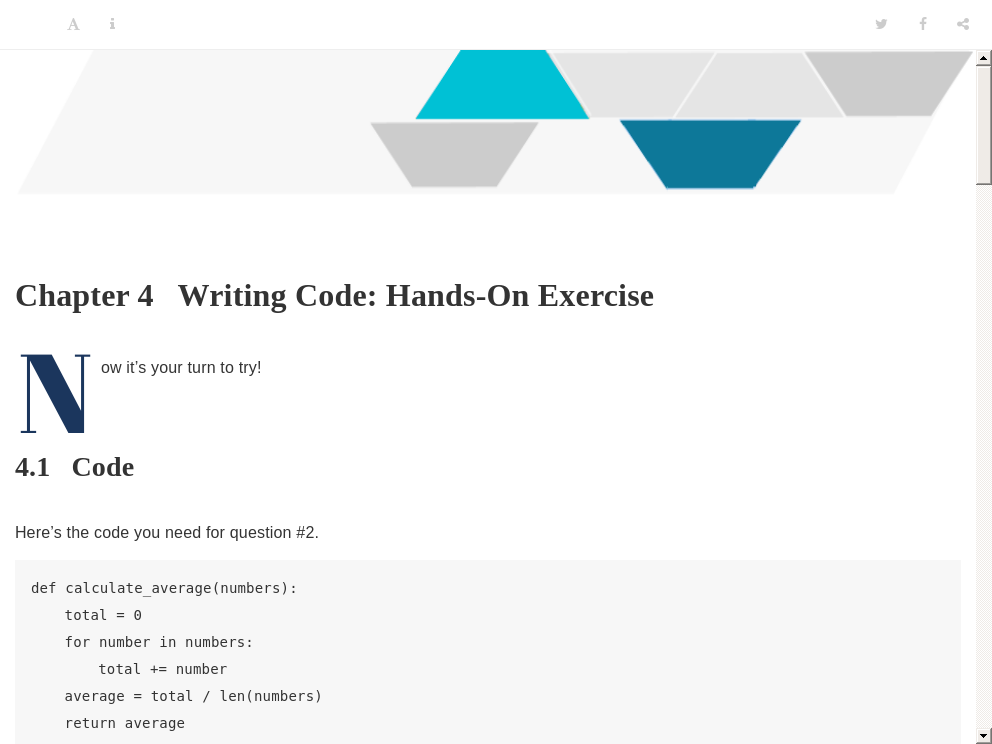 Chapter 4 Writing Code: Hands-On Exercise
Now it’s your turn to try!
4.1 Code
Here’s the code you need for question #2.
def calculate_average(numbers):
    total = 0
    for number in numbers:
        total += number
    average = total / len(numbers)
    return average